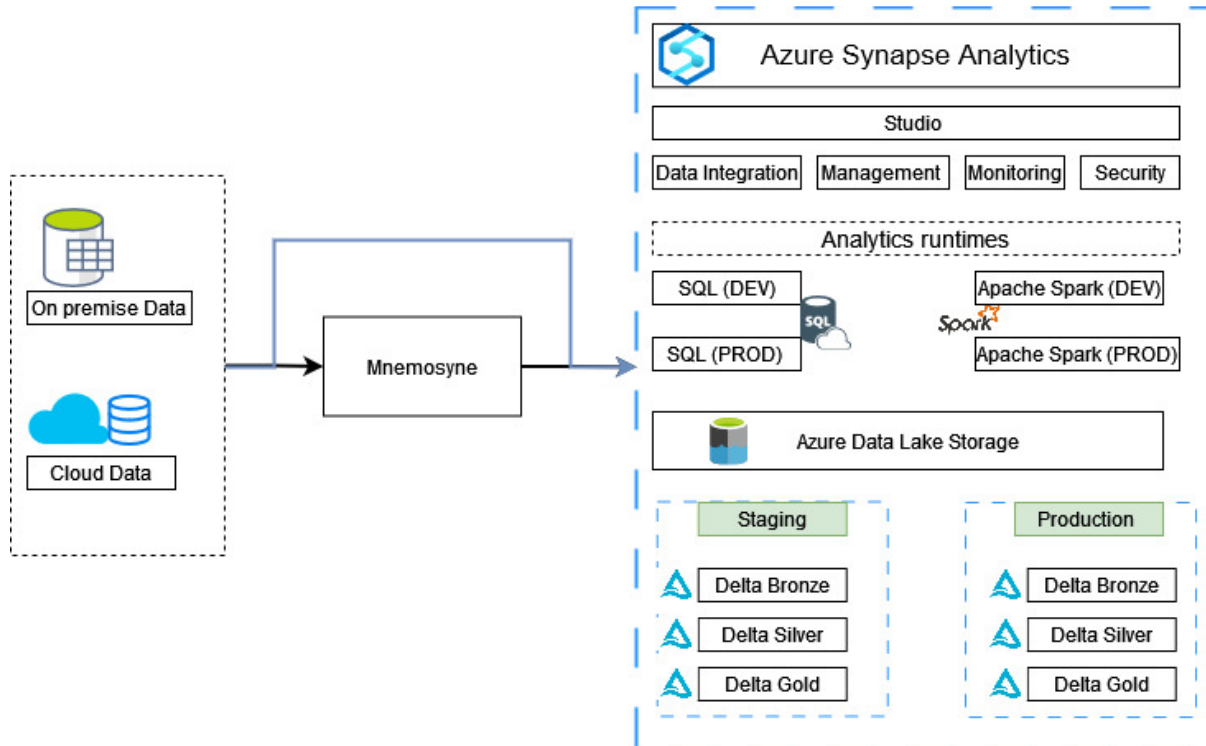 Azure Synapse Analytics
Studio
Data Integration
Management
Monitoring
Security
Analytics runtimes
On premise Data
SQL (DEV)
SQL
Spark
Apache Spark (DEV)
SQL (PROD)
Apache Spark (PROD)
Mnemosyne
Cloud Data
Azure Data Lake Storage
Staging
Delta Bronze
Delta Silver
Delta Gold
Production
Delta Bronze
Delta Silver
Delta Gold